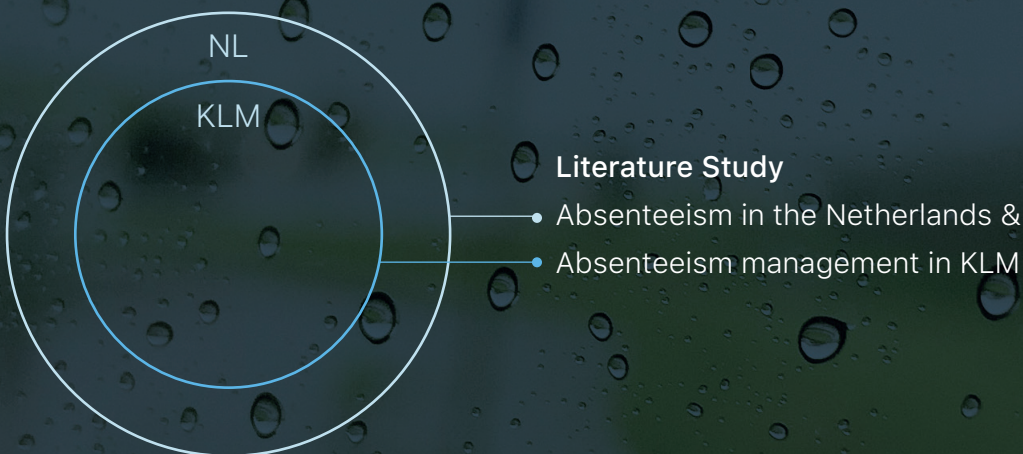 NL
KLM
Literature Study
Absenteeism in the Netherlands &
Absenteeism management in KLM